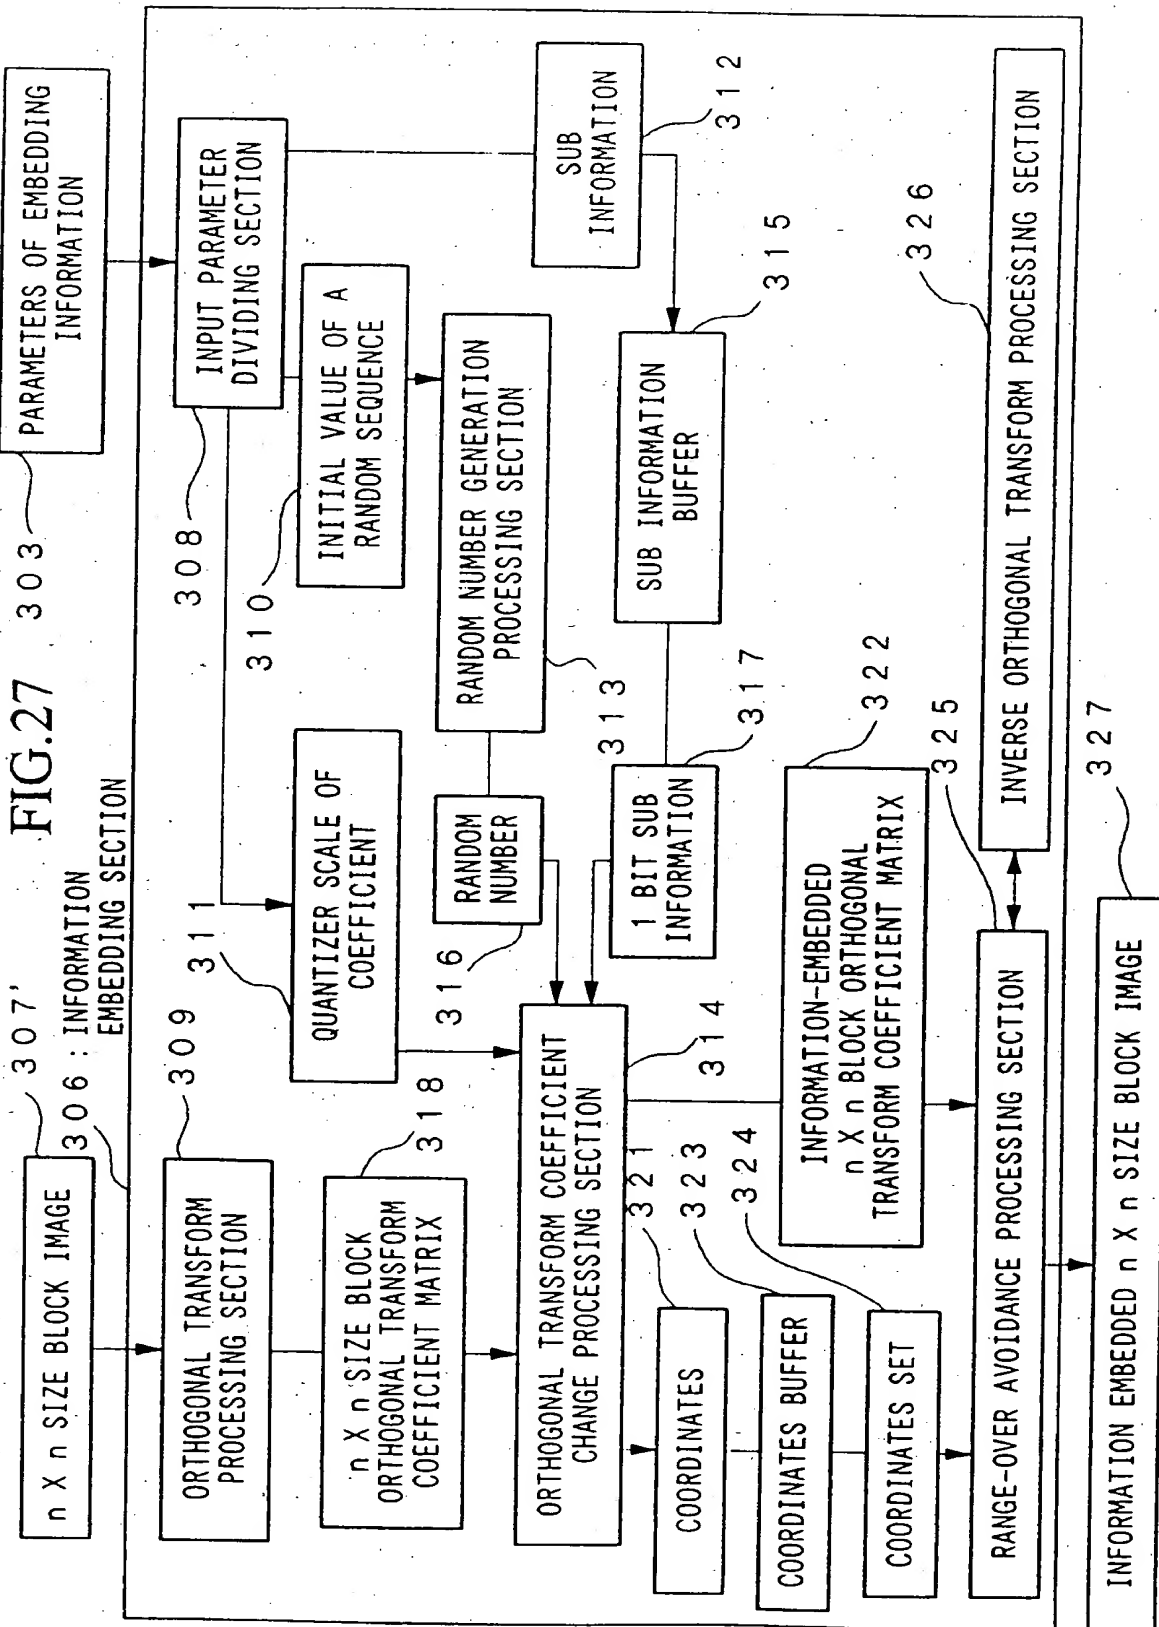 FIG.27
307'
n X n SIZE BLOCK IMAGE
303
PARAMETERS OF EMBEDDING
INFORMATION
306 : INFORMATION
EMBEDDING SECTION
309
ORTHOGONAL TRANSFORM
PROCESSING SECTION
308
INPUT PARAMETER
DIVIDING SECTION
311
QUANTIZER SCALE OF
COEFFICIENT
310
INITIAL VALUE OF A
RANDOM SEQUENCE
312
SUB
INFORMATION
318
n X n SIZE BLOCK
ORTHOGONAL TRANSFORM
COEFFICIENT MATRIX
316
RANDOM
NUMBER
313
RANDOM NUMBER GENERATION
PROCESSING SECTION
314
ORTHOGONAL TRANSFORM COEFFICIENT
CHANGE PROCESSING SECTION
317
1 BIT SUB
INFORMATION
315
SUB INFORMATION
BUFFER
321
COORDINATES
323
COORDINATES BUFFER
324
COORDINATES SET
322
INFORMATION-EMBEDDED
n X n BLOCK ORTHOGONAL
TRANSFORM COEFFICIENT MATRIX
325
RANGE-OVER AVOIDANCE PROCESSING SECTION
326
INVERSE ORTHOGONAL TRANSFORM PROCESSING SECTION
327
INFORMATION EMBEDDED n X n SIZE BLOCK IMAGE